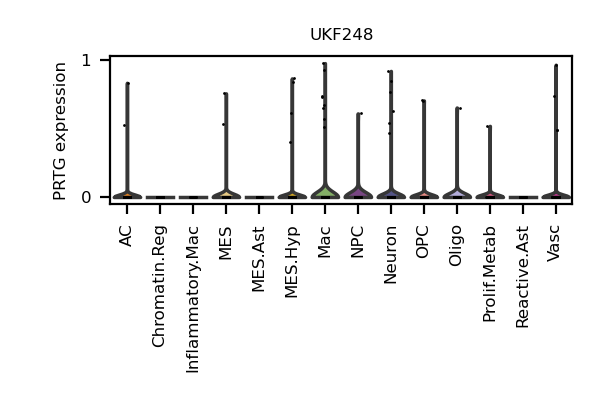 UKF248
PRTG expression
1
0
AC
Chromatin.Reg
Inflammatory.Mac
MES
MES.Ast
MES.Hyp
Mac
NPC
Neuron
OPC
Oligo
Prolif.Metab
Reactive.Ast
Vasc